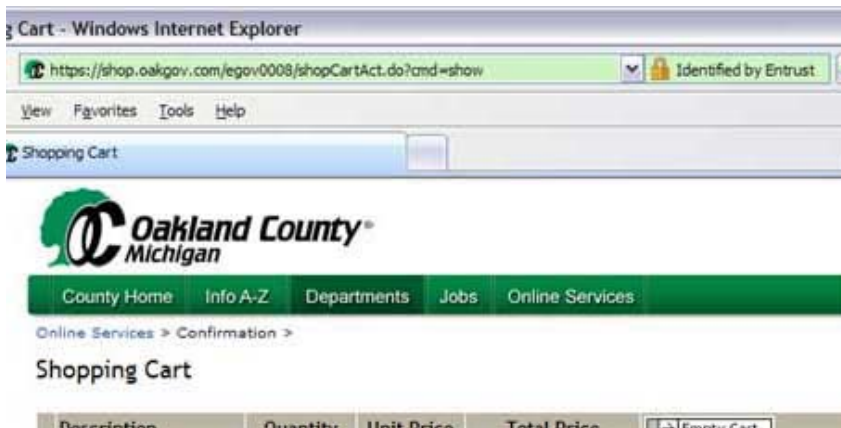 Cart - Windows Internet Explorer
https://shop.oakgov.com/egov0008/shopCartAct.do?cmd=show Identified by Entrust
View Favorites Tools Help
Shopping Cart
Oakland County
Michigan
County Home Info A-Z Departments Jobs Online Services
Online Services > Confirmation >
Shopping Cart
Description Quantity Unit Price Total Price Empty Cart